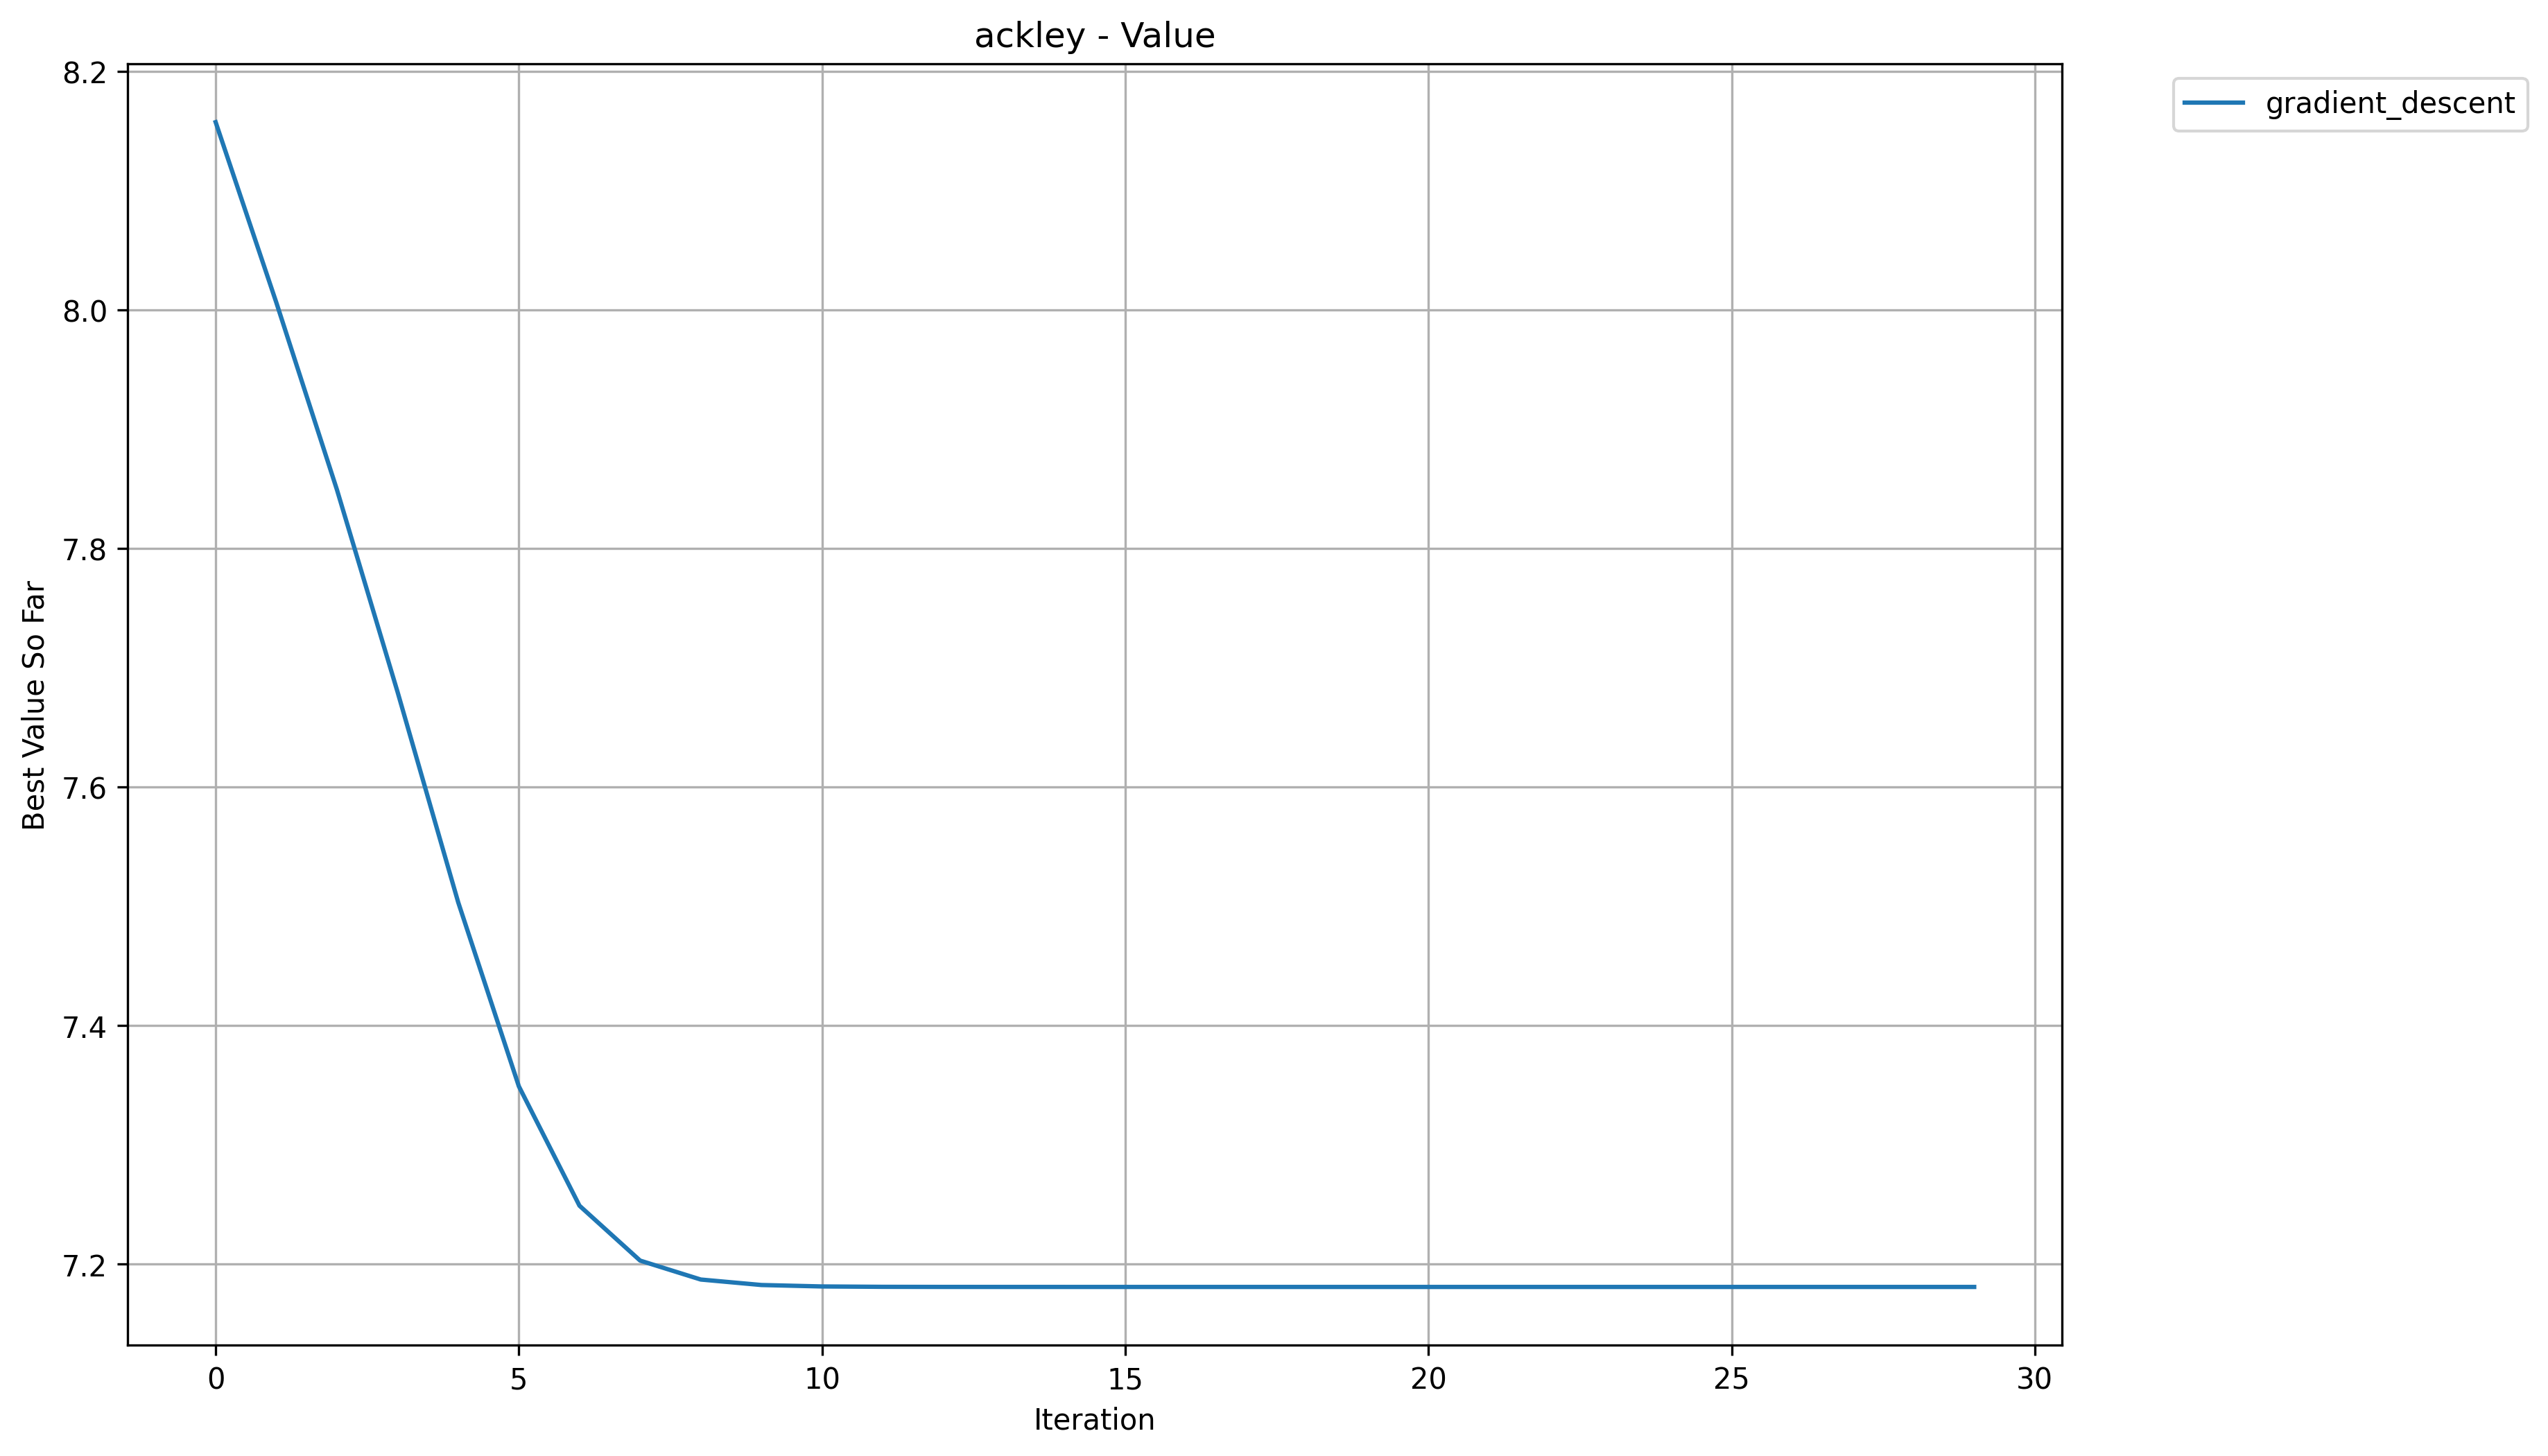 ackley - Value
gradient_descent
Best Value So Far
8.2
8.0
7.8
7.6
7.4
7.2
0 5 10 15 20 25 30
Iteration